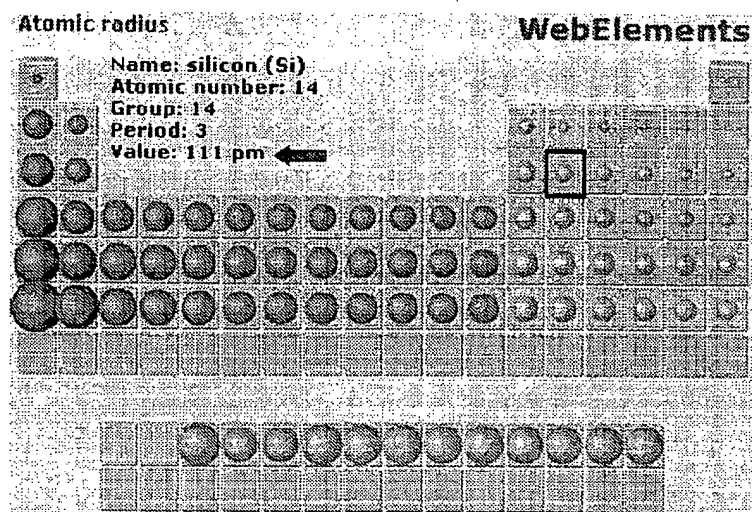 Atomic radius
WebElements
Name: silicon (Si)
Atomic number: 14
Group: 14
Period: 3
Value: 111 pm